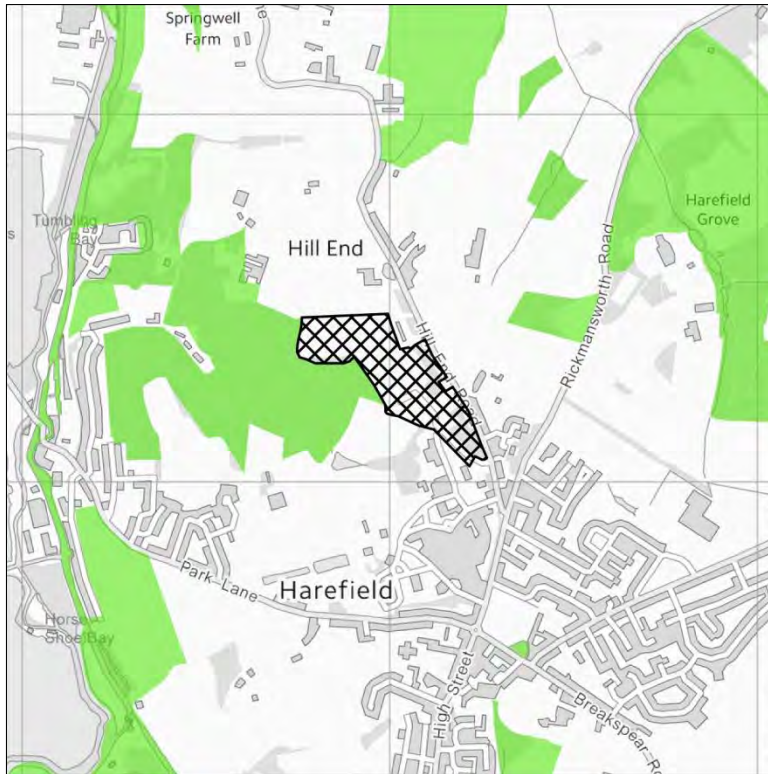 Springwell
Farm
Tumbling
Bay
Hill End
Harefield
Grove
Rickmansworth Road
Hill End Road
s
Park Lane
Harefield
Horse
Shoe Bay
High Street
Breakspear R